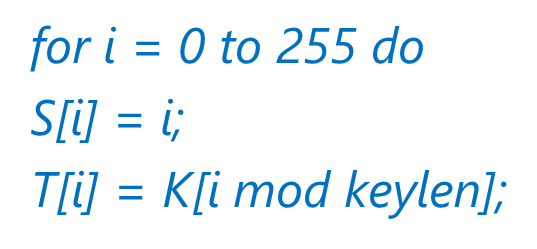 for i = 0 to 255 do
S[i] = i;
T[i] = K[i mod keylen];